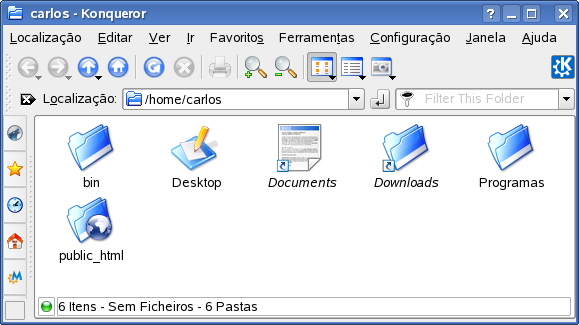 carlos - Konqueror
Localização Editar Ver Ir Favoritos Ferramentas Configuração Janela Ajuda
Localização: /home/carlos Filter This Folder
bin Desktop Documents Downloads Programas
public_html
6 Itens - Sem Ficheiros - 6 Pastas